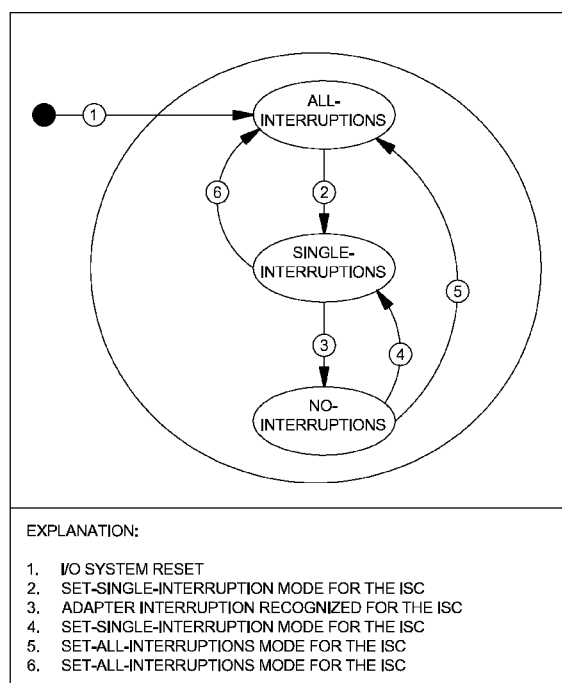 ALL-
INTERRUPTIONS
1
6
2
SINGLE-
INTERRUPTIONS
5
3
4
NO-
INTERRUPTIONS
EXPLANATION:
1. I/O SYSTEM RESET
2. SET-SINGLE-INTERRUPTION MODE FOR THE ISC
3. ADAPTER INTERRUPTION RECOGNIZED FOR THE ISC
4. SET-SINGLE-INTERRUPTION MODE FOR THE ISC
5. SET-ALL-INTERRUPTIONS MODE FOR THE ISC
6. SET-ALL-INTERRUPTIONS MODE FOR THE ISC